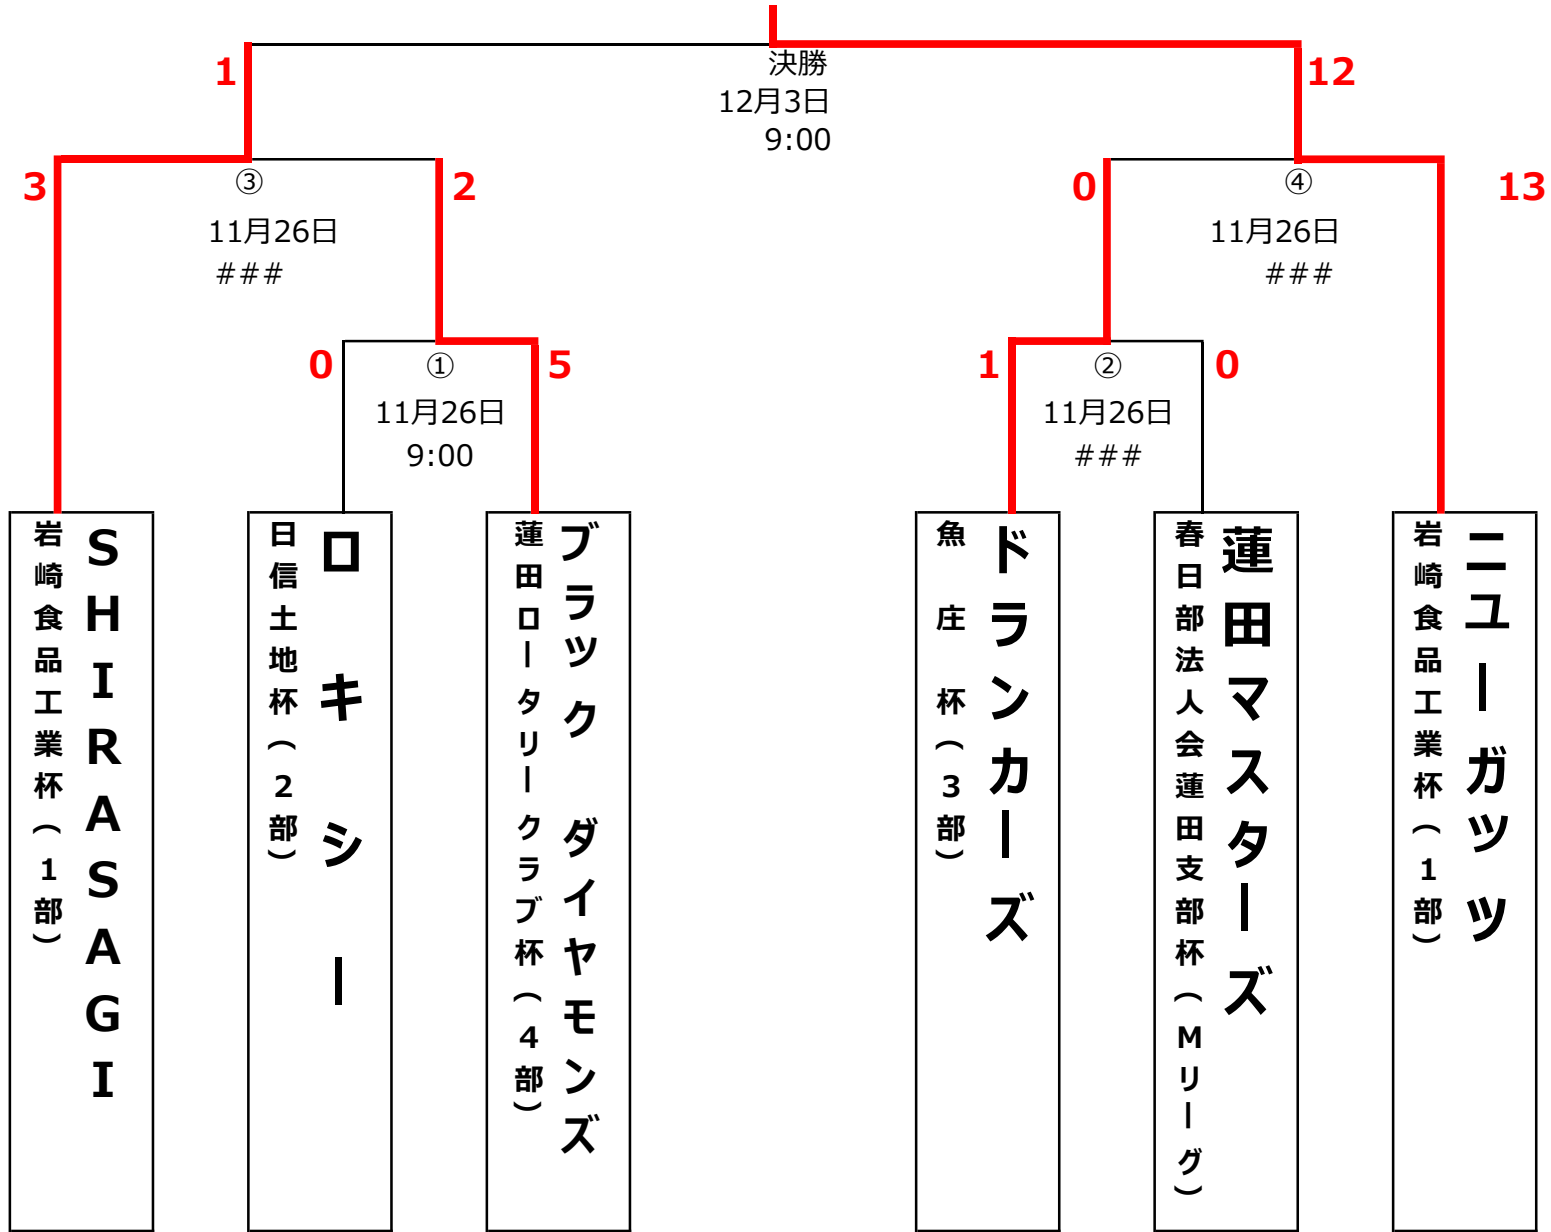 1
決勝
12
12月3日
9:00
3
③
2
0
④
13
11月26日
###
11月26日
###
0
①
5
1
②
0
11月26日
9:00
11月26日
###
SHIRASAGI
岩崎食品工業杯(1部)
ロキシー
日信土地杯(2部)
ブラック ダイヤモンズ
蓮田ロータリークラブ杯(4部)
ドランカーズ
魚庄杯(3部)
蓮田マスターズ
春日部法人会蓮田支部杯(Mリーグ)
ニューガッツ
岩崎食品工業杯(1部)